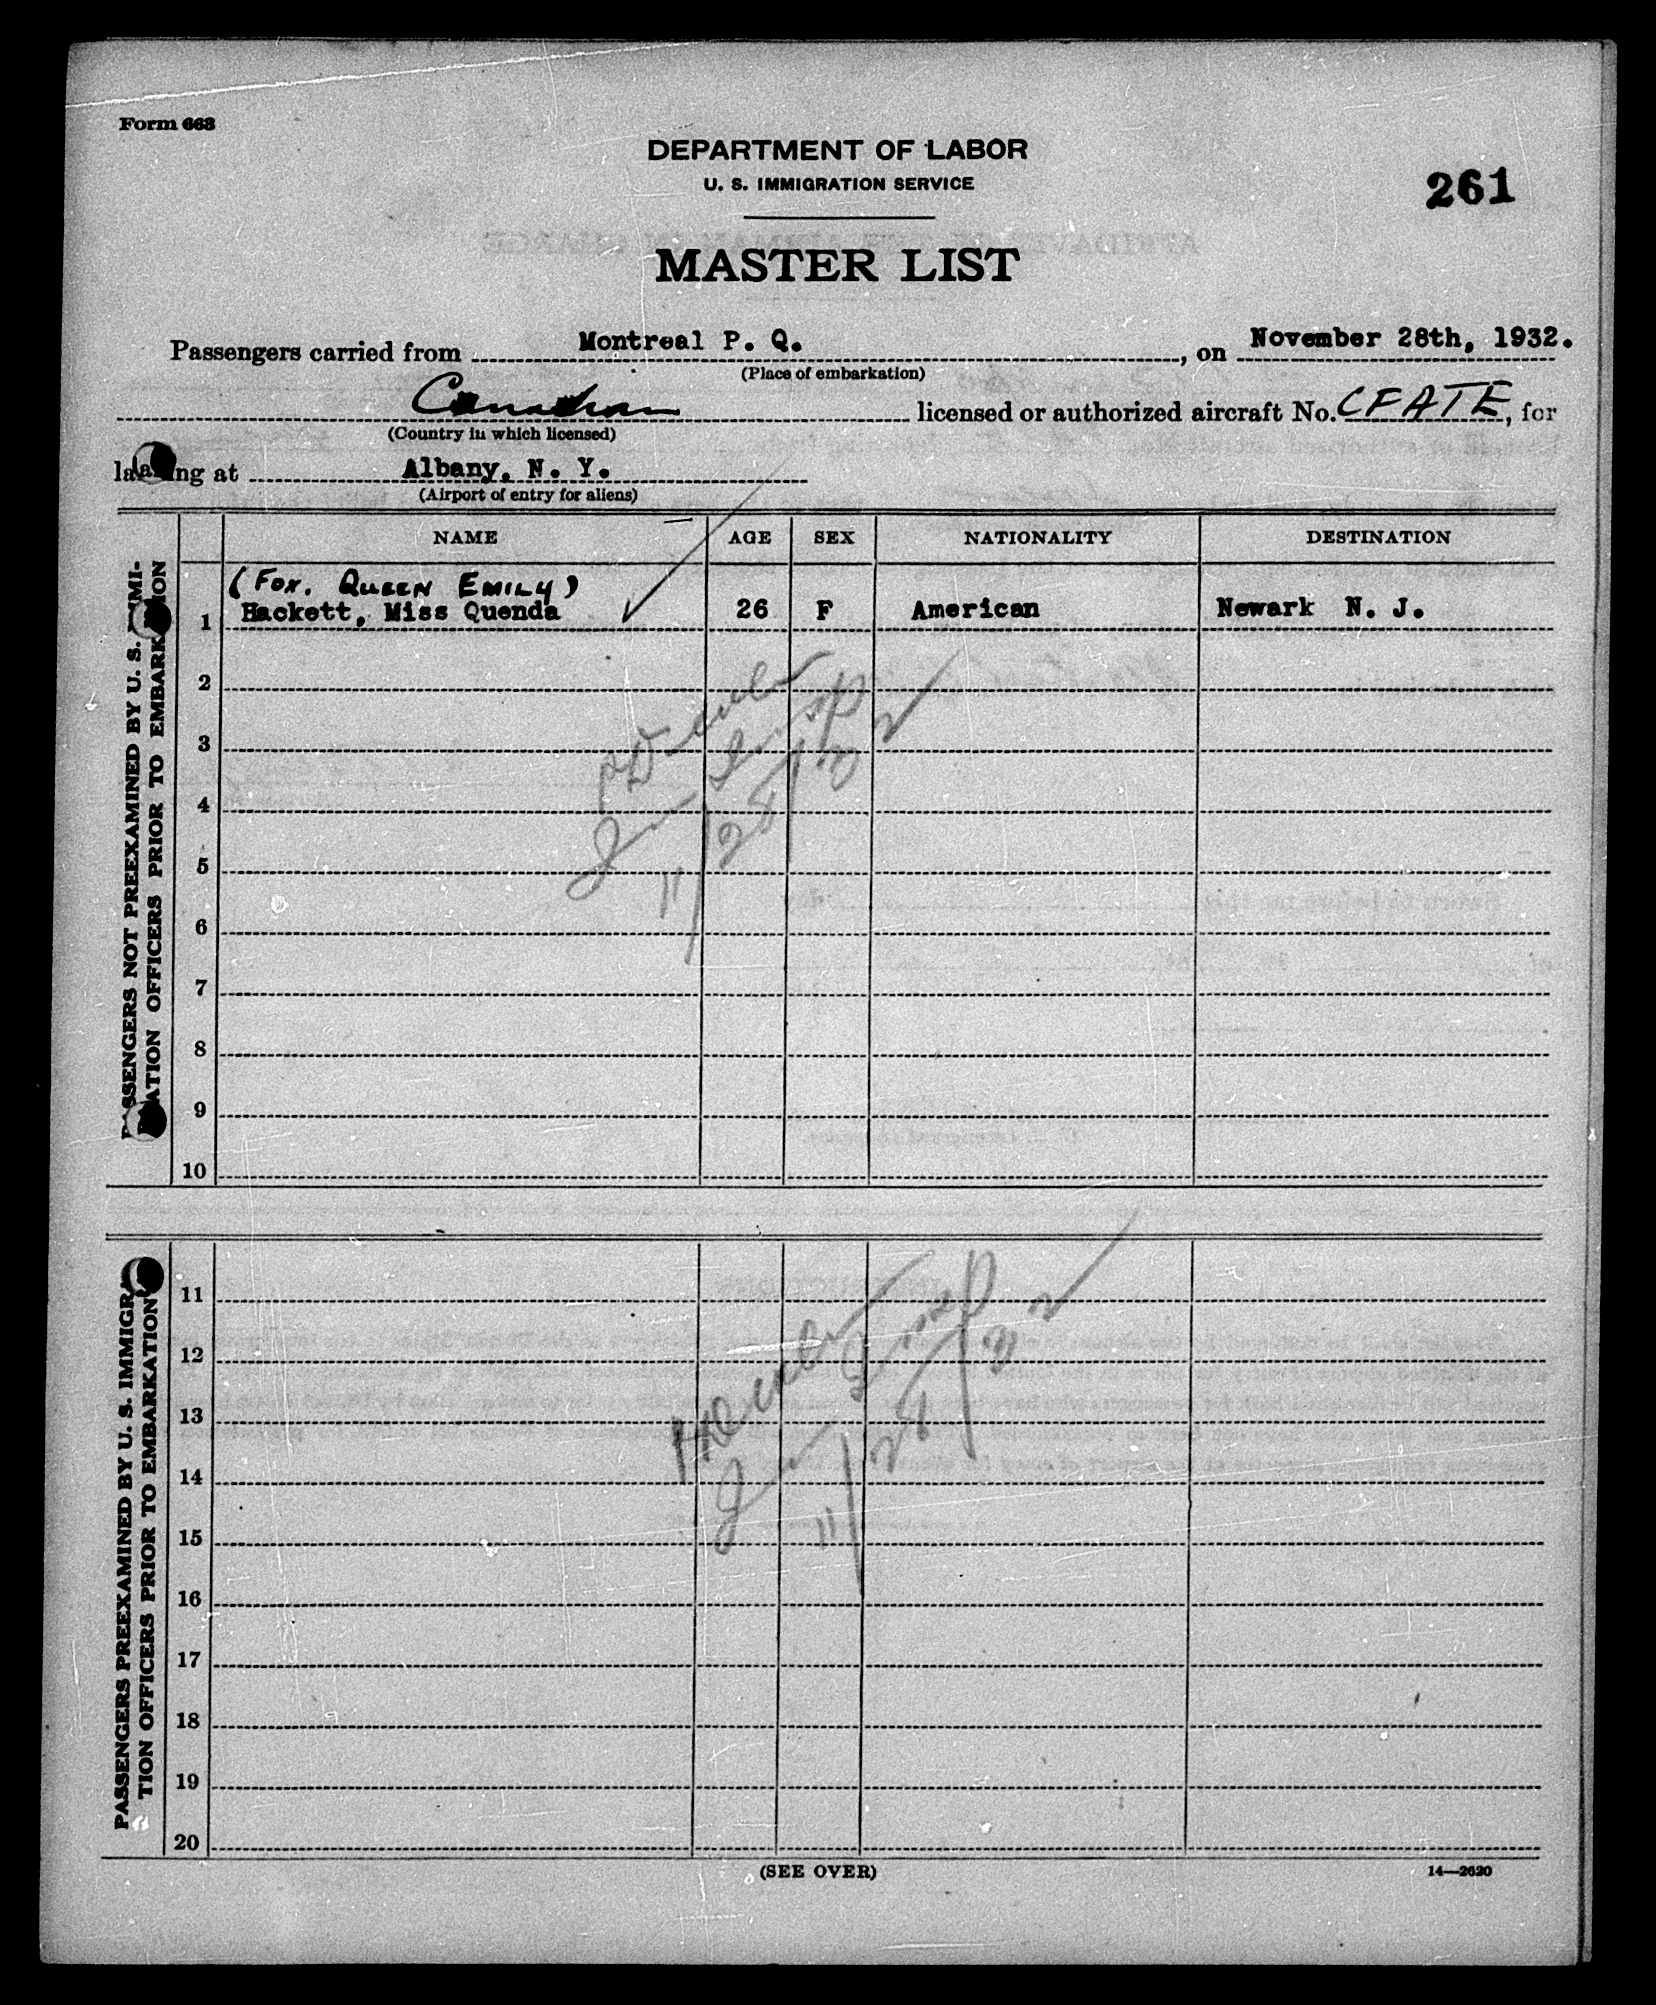 Form 663
DEPARTMENT OF LABOR
U. S. IMMIGRATION SERVICE
261
MASTER LIST
Passengers carried from Montreal P. Q., on November 28th, 1932.
(Place of embarkation)
Canadian licensed or authorized aircraft No. CFATE, for
(Country in which licensed)
landing at Albany, N. Y.
(Airport of entry for aliens)
NAME AGE SEX NATIONALITY DESTINATION
PASSENGERS NOT PREEXAMINED BY U. S. IMMI-
GRATION OFFICERS PRIOR TO EMBARKATION
(FOX. QUEEN EMILY)
1 Hackett, Miss Quenda 26 F American Newark N. J.
2
3
4
5
6
7
8
9
10
11/28/32
PASSENGERS PREEXAMINED BY U. S. IMMIGRA-
TION OFFICERS PRIOR TO EMBARKATION
11
12
13
14
15
16
17
18
19
20
11/28/32
(SEE OVER)
14—2620